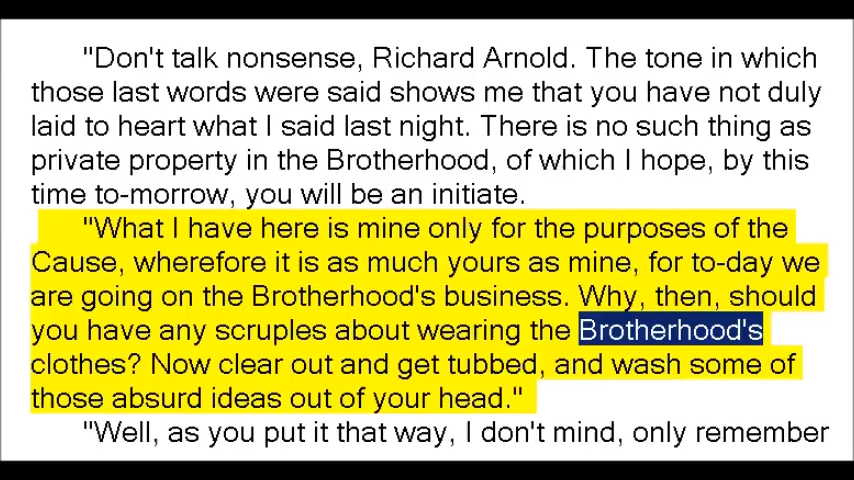 "Don't talk nonsense, Richard Arnold. The tone in which
those last words were said shows me that you have not duly
laid to heart what I said last night. There is no such thing as
private property in the Brotherhood, of which I hope, by this
time to-morrow, you will be an initiate.
"What I have here is mine only for the purposes of the
Cause, wherefore it is as much yours as mine, for to-day we
are going on the Brotherhood's business. Why, then, should
you have any scruples about wearing the Brotherhood's
clothes? Now clear out and get tubbed, and wash some of
those absurd ideas out of your head."
"Well, as you put it that way, I don't mind, only remember